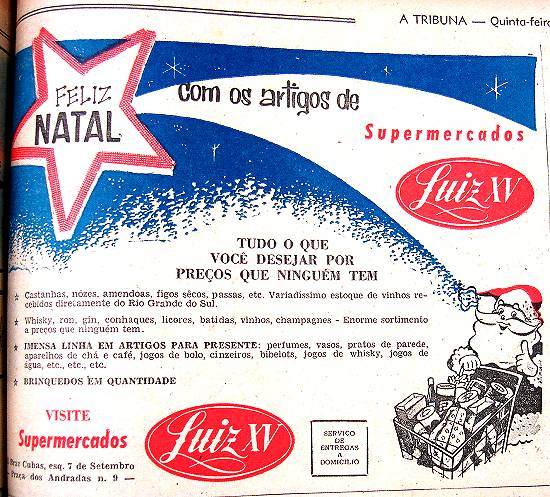 A TRIBUNA — Quinta-feira
FELIZ
NATAL
com os artigos de
Supermercados
Luiz XV
TUDO O QUE
VOCÊ DESEJAR POR
PREÇOS QUE NINGUÉM TEM
Castanhas, nózes, amendoas, figos sêcos, passas, etc. Variadíssimo estoque de vinhos re-
cebidos diretamente do Rio Grande do Sul.
Whisky, ron, gin, conhaques, licores, batidas, vinhos, champagnes - Enorme sortimento
a preços que ninguém tem.
IMENSA LINHA EM ARTIGOS PARA PRESENTE: perfumes, vasos, pratos de parede,
aparelhos de chá e café, jogos de bolo, cinzeiros, bibelots, jogos de whisky, jogos de
água, etc., etc., etc.
BRINQUEDOS EM QUANTIDADE
VISITE
Supermercados
Luiz XV
Braz Cubas, esq. 7 de Setembro
— Praça dos Andradas n. 9 —
SERVIÇO
DE
ENTREGAS
A
DOMICILIO